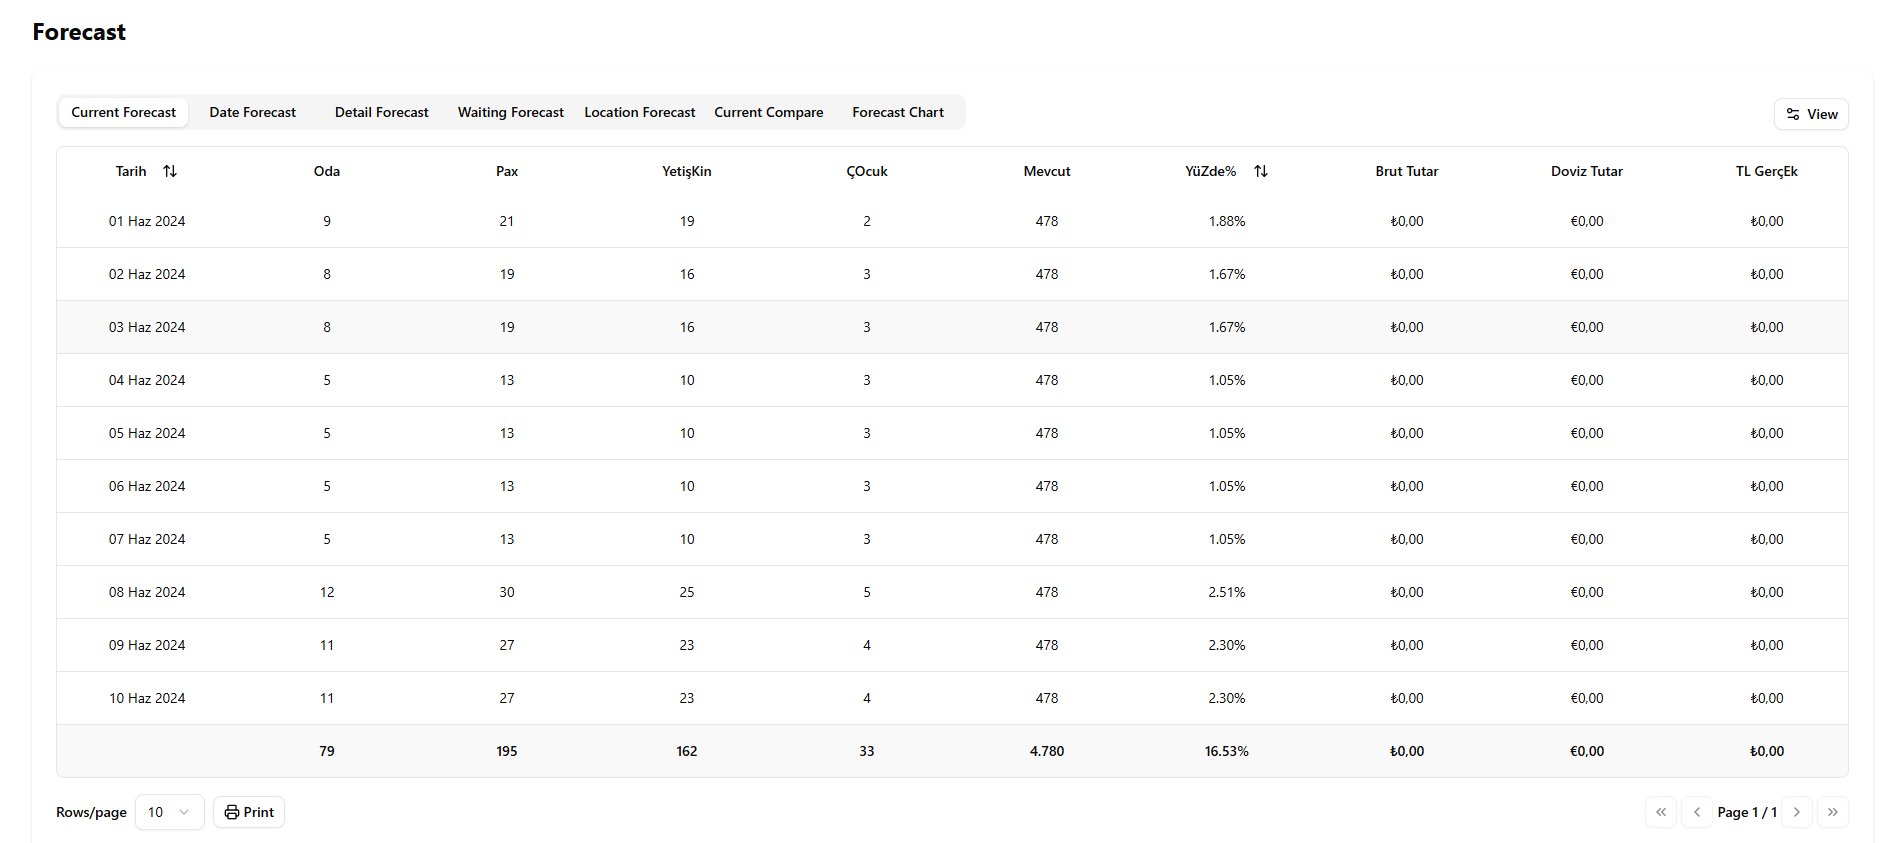 Forecast
Current Forecast Date Forecast Detail Forecast Waiting Forecast Location Forecast Current Compare Forecast Chart View
Tarih Oda Pax YetişKin ÇOcuk Mevcut YüZde% Brut Tutar Doviz Tutar TL GerçEk
01 Haz 2024 9 21 19 2 478 1.88% ₺0,00 €0,00 ₺0,00
02 Haz 2024 8 19 16 3 478 1.67% ₺0,00 €0,00 ₺0,00
03 Haz 2024 8 19 16 3 478 1.67% ₺0,00 €0,00 ₺0,00
04 Haz 2024 5 13 10 3 478 1.05% ₺0,00 €0,00 ₺0,00
05 Haz 2024 5 13 10 3 478 1.05% ₺0,00 €0,00 ₺0,00
06 Haz 2024 5 13 10 3 478 1.05% ₺0,00 €0,00 ₺0,00
07 Haz 2024 5 13 10 3 478 1.05% ₺0,00 €0,00 ₺0,00
08 Haz 2024 12 30 25 5 478 2.51% ₺0,00 €0,00 ₺0,00
09 Haz 2024 11 27 23 4 478 2.30% ₺0,00 €0,00 ₺0,00
10 Haz 2024 11 27 23 4 478 2.30% ₺0,00 €0,00 ₺0,00
79 195 162 33 4.780 16.53% ₺0,00 €0,00 ₺0,00
Rows/page 10 Print Page 1 / 1